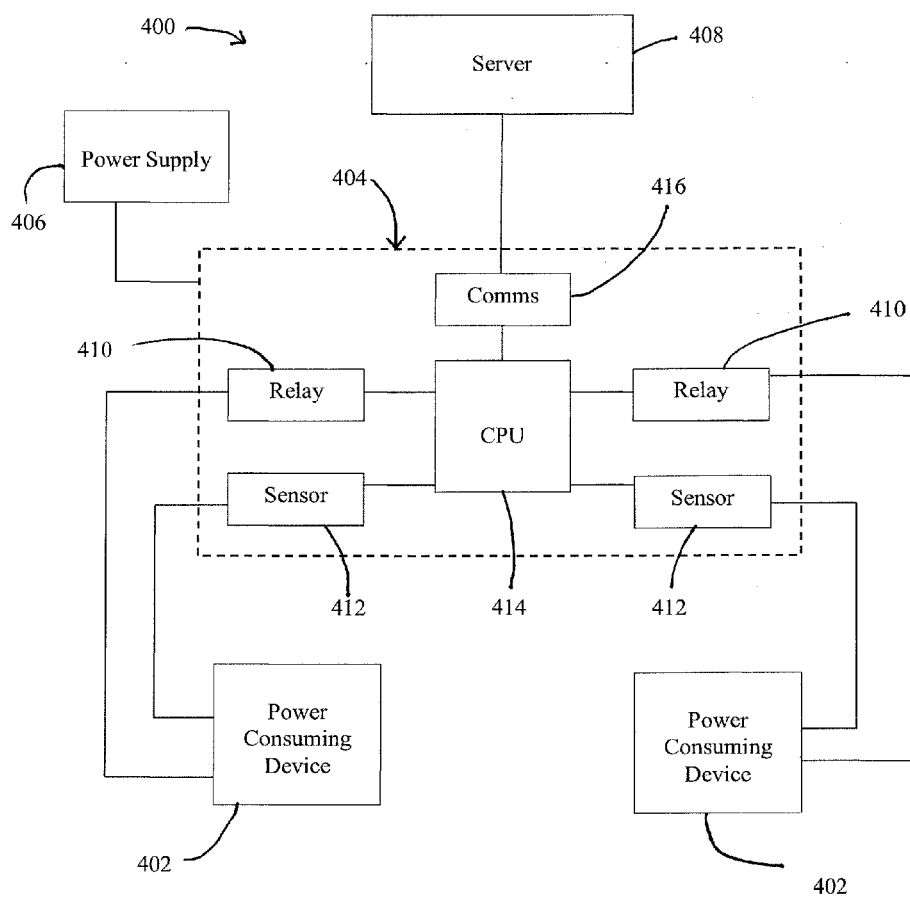 400
408
Server
Power Supply
406
404
416
Comms
410
410
Relay
Relay
CPU
Sensor
Sensor
412
414
412
Power
Consuming
Device
Power
Consuming
Device
402
402